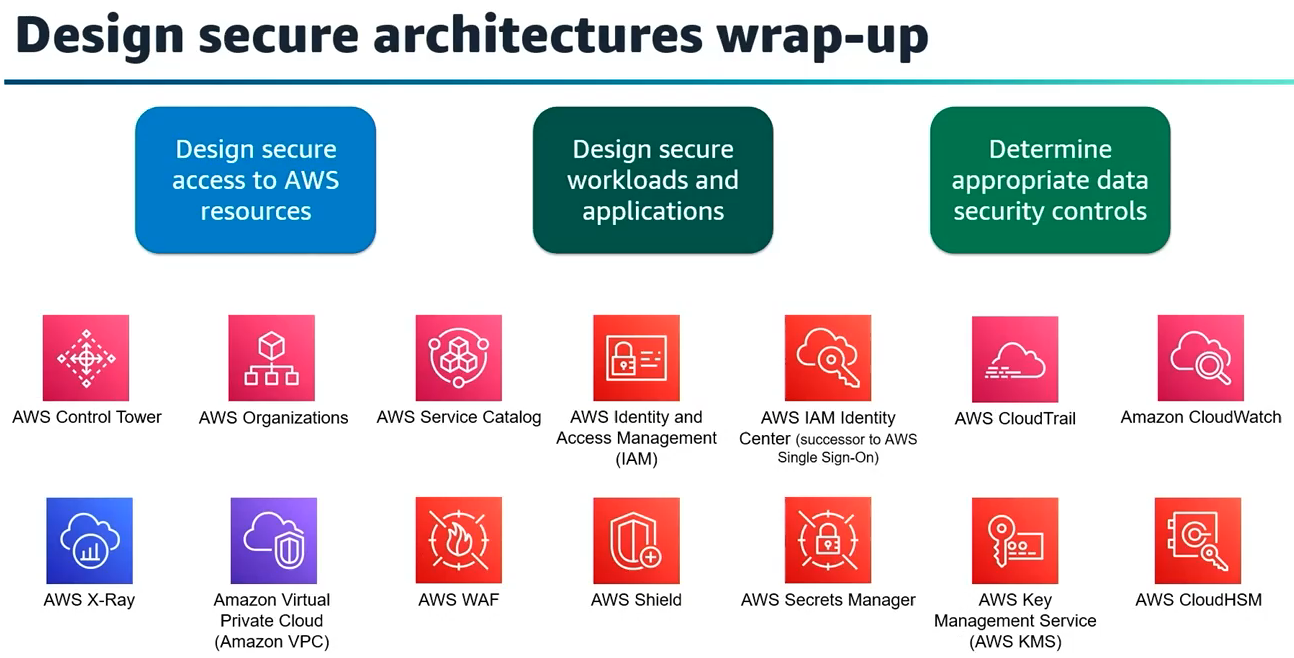 Design secure architectures wrap-up
Design secure
access to AWS
resources
Design secure
workloads and
applications
Determine
appropriate data
security controls
AWS Control Tower
AWS Organizations
AWS Service Catalog
AWS Identity and
Access Management
(IAM)
AWS IAM Identity
Center (successor to AWS
Single Sign-On)
AWS CloudTrail
Amazon CloudWatch
AWS X-Ray
Amazon Virtual
Private Cloud
(Amazon VPC)
AWS WAF
AWS Shield
AWS Secrets Manager
AWS Key
Management Service
(AWS KMS)
AWS CloudHSM